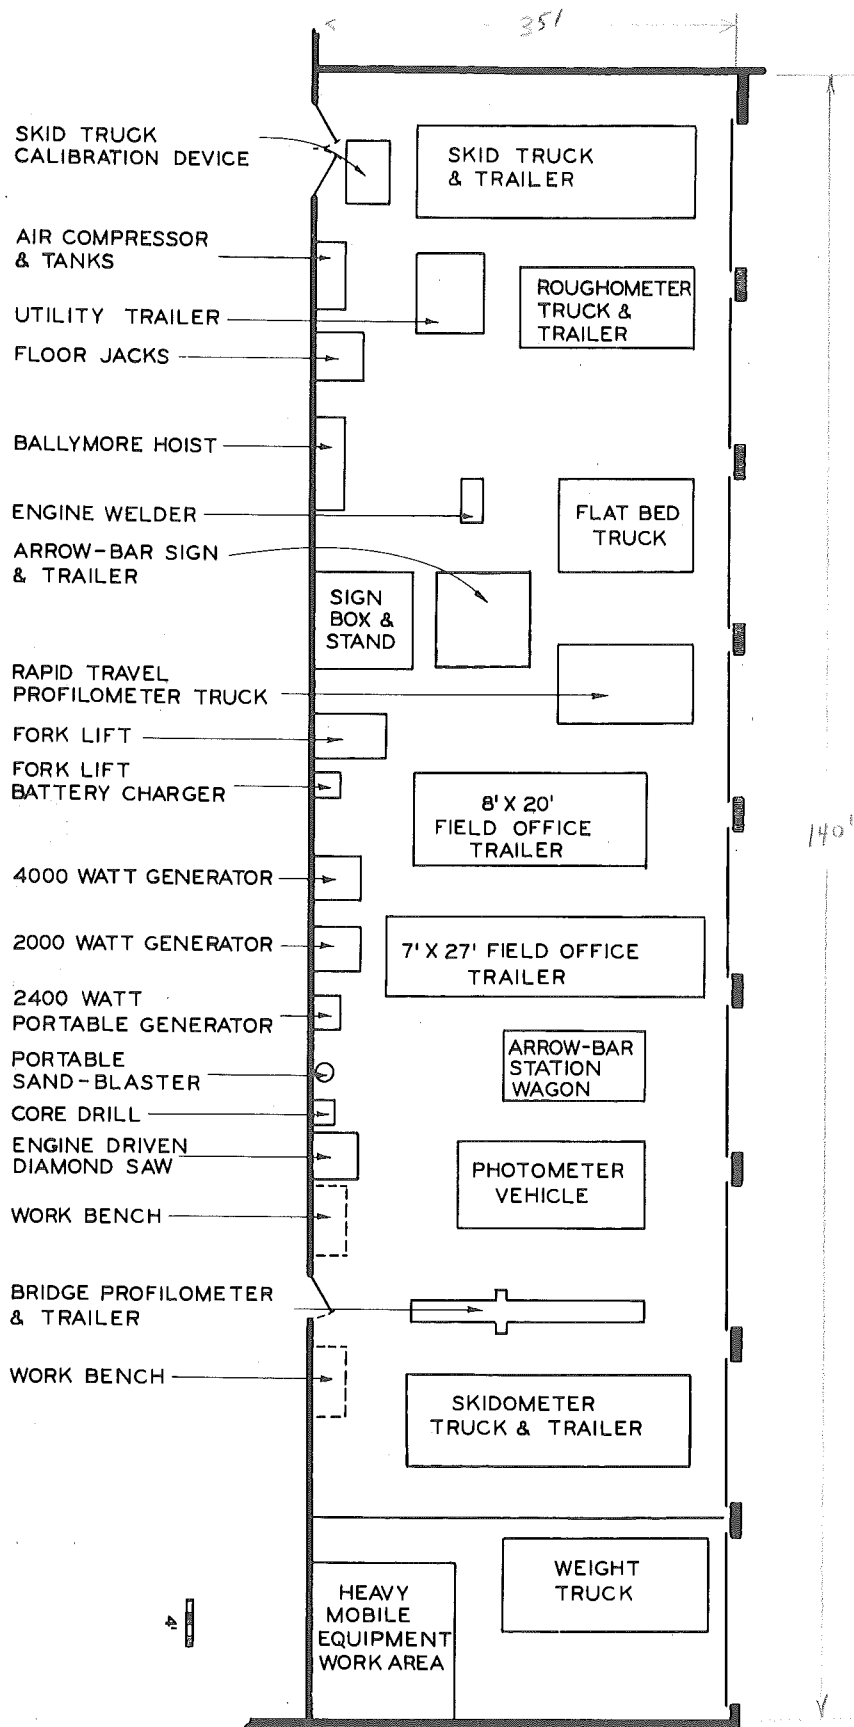 35'
SKID TRUCK
CALIBRATION DEVICE
SKID TRUCK
& TRAILER
AIR COMPRESSOR
& TANKS
UTILITY TRAILER
ROUGHOMETER
TRUCK &
TRAILER
FLOOR JACKS
BALLYMORE HOIST
ENGINE WELDER
FLAT BED
TRUCK
ARROW-BAR SIGN
& TRAILER
SIGN
BOX &
STAND
RAPID TRAVEL
PROFILOMETER TRUCK
FORK LIFT
FORK LIFT
BATTERY CHARGER
8' X 20'
FIELD OFFICE
TRAILER
140'
4000 WATT GENERATOR
2000 WATT GENERATOR
7' X 27' FIELD OFFICE
TRAILER
2400 WATT
PORTABLE GENERATOR
ARROW-BAR
STATION
WAGON
PORTABLE
SAND-BLASTER
CORE DRILL
ENGINE DRIVEN
DIAMOND SAW
PHOTOMETER
VEHICLE
WORK BENCH
BRIDGE PROFILOMETER
& TRAILER
WORK BENCH
SKIDOMETER
TRUCK & TRAILER
WEIGHT
TRUCK
HEAVY
MOBILE
EQUIPMENT
WORK AREA
4'